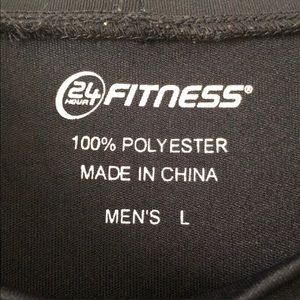 24 HOUR FITNESS®
100% POLYESTER
MADE IN CHINA
MEN'S L